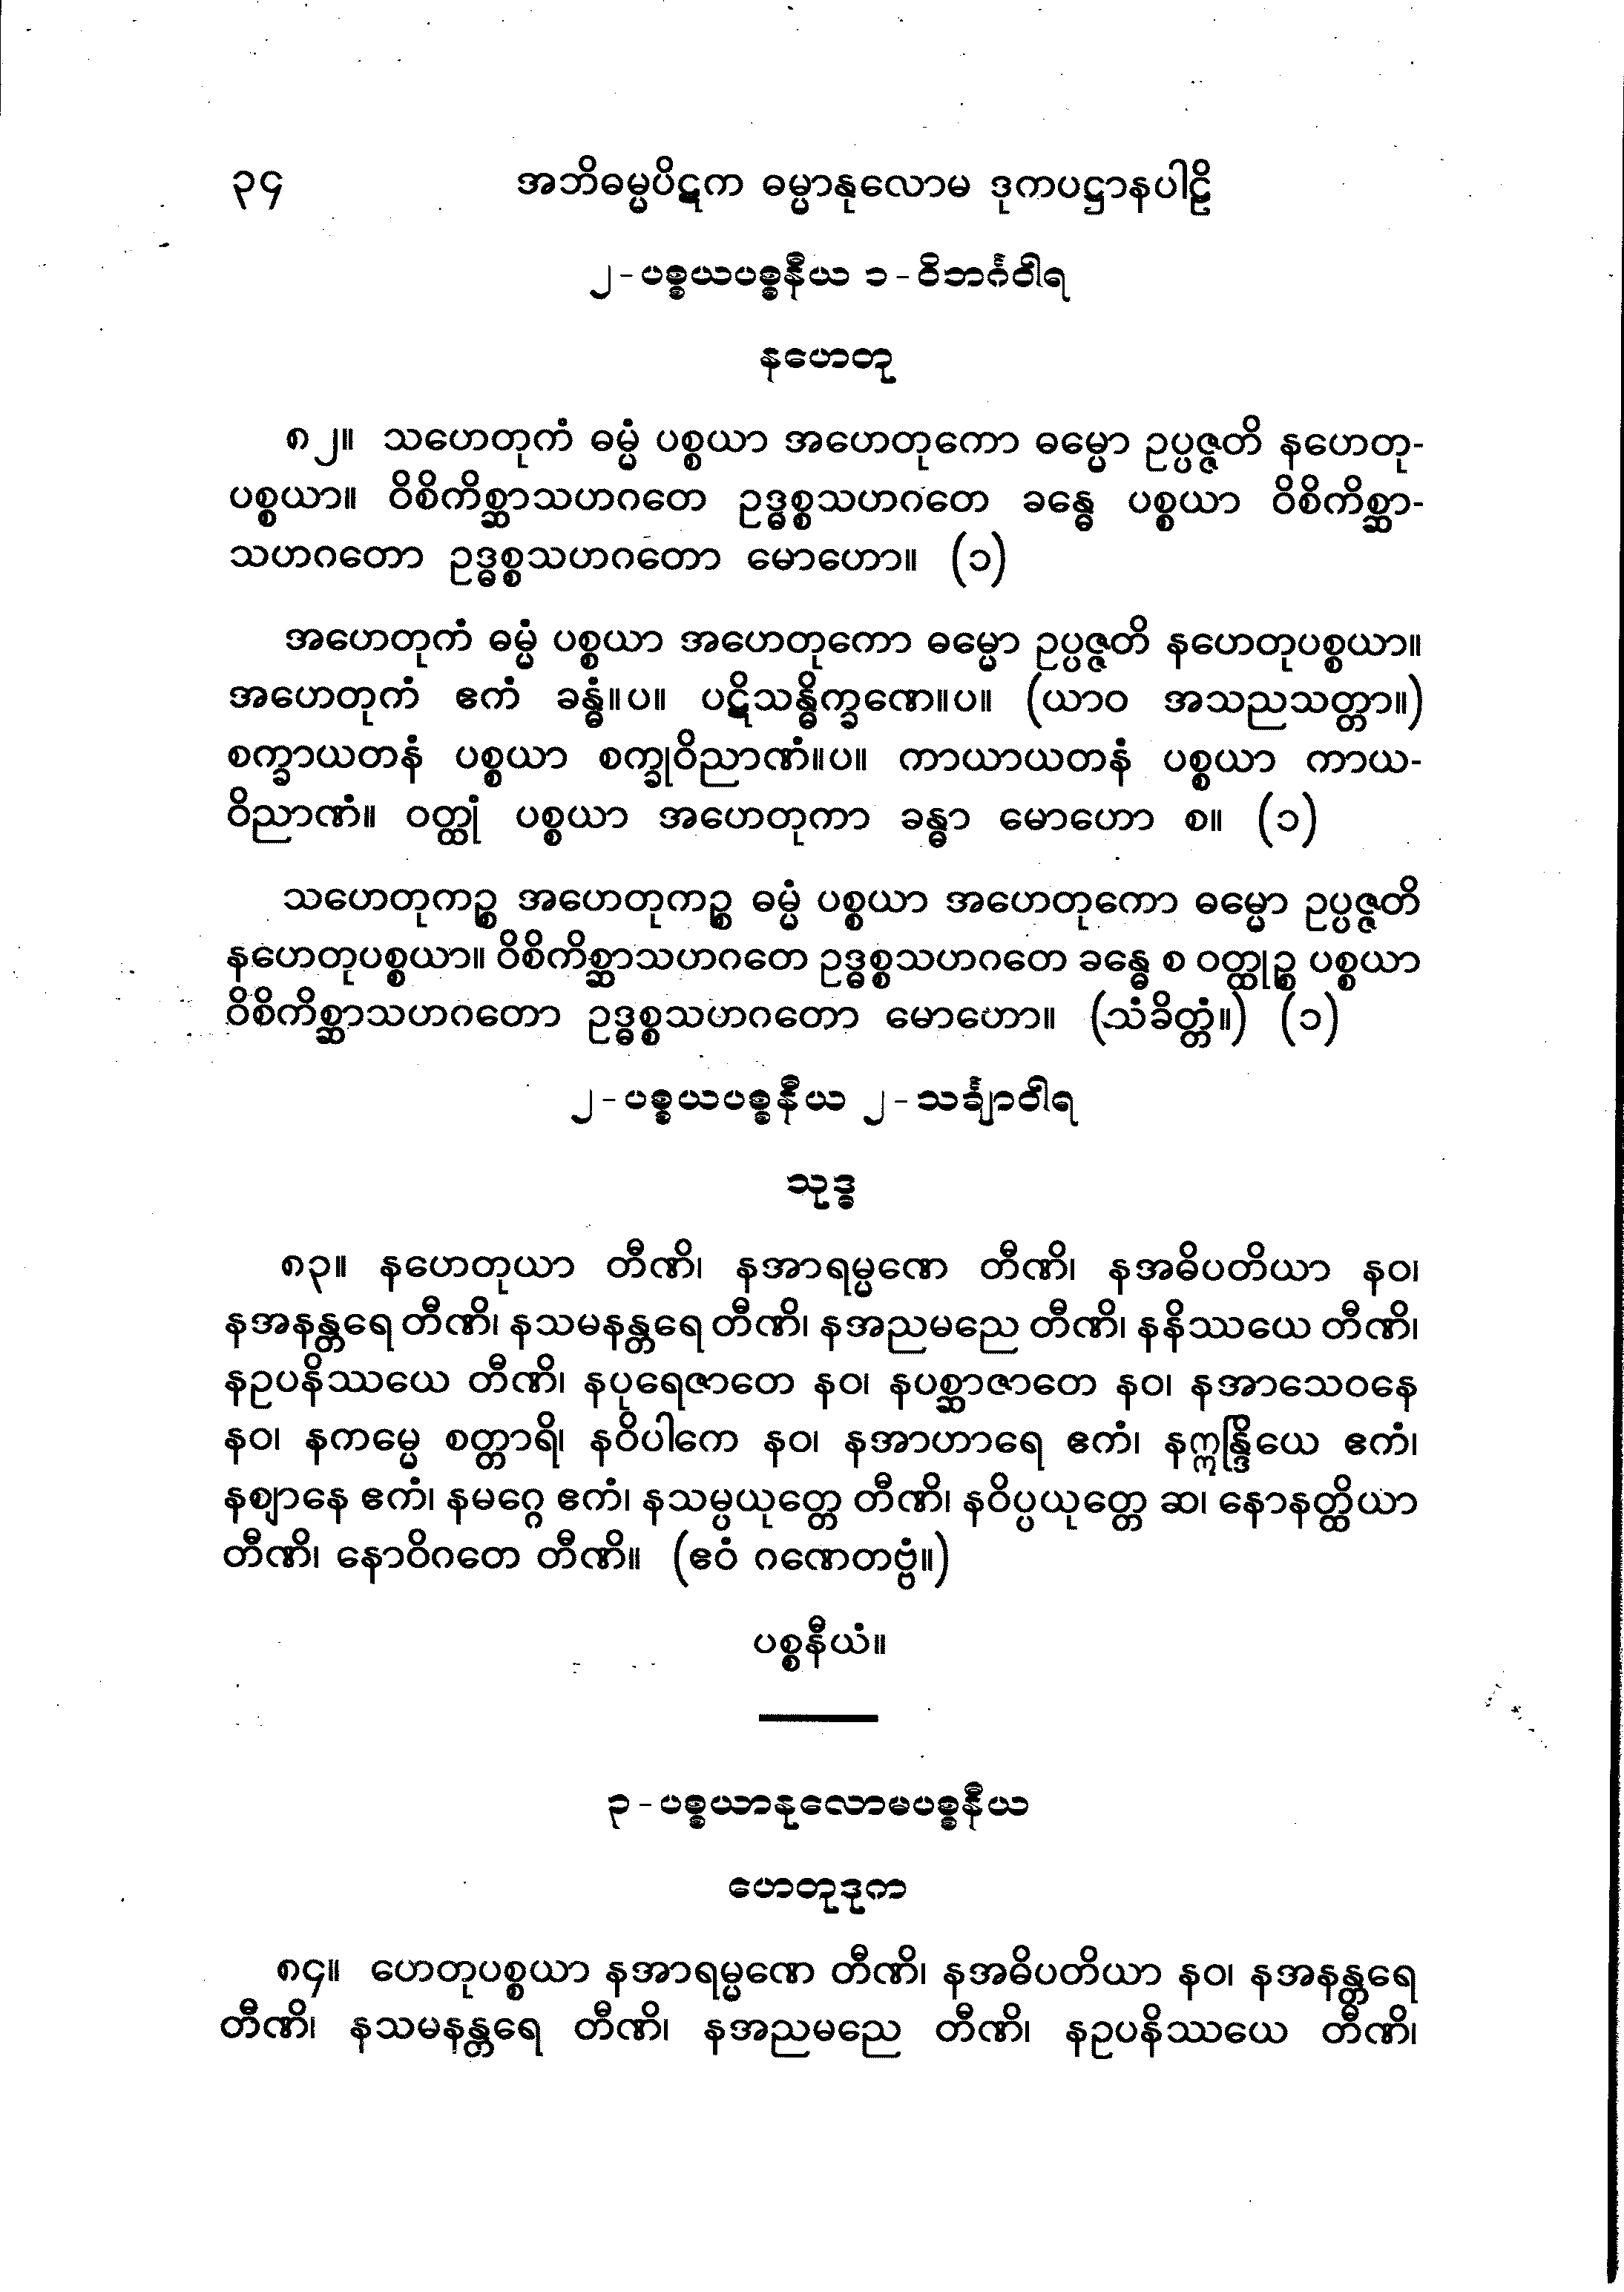 ၃၄ အဘိဓမ္မပိဋက ဓမ္မာနုလောမ ဒုကပဋ္ဌာနပါဠိ
၂-ပစ္စယပစ္စနီယ ၁-ဝိဘင်္ဂဝါရ
နဟေတု
၈၂။ သဟေတုကံ ဓမ္မံ ပစ္စယာ အဟေတုကော ဓမ္မော ဥပ္ပဇ္ဇတိ နဟေတု-
ပစ္စယာ။ ဝိစိကိစ္ဆာသဟဂတေ ဥဒ္ဓစ္စသဟဂတေ ခန္ဓေ ပစ္စယာ ဝိစိကိစ္ဆာ-
သဟဂတော ဥဒ္ဓစ္စသဟဂတော မောဟော။ (၁)
အဟေတုကံ ဓမ္မံ ပစ္စယာ အဟေတုကော ဓမ္မော ဥပ္ပဇ္ဇတိ နဟေတုပစ္စယာ။
အဟေတုကံ ဧကံ ခန္ဓံ။ပ။ ပဋိသန္ဓိက္ခဏေ။ပ။ (ယာဝ အသညသတ္တာ။)
စက္ခာယတနံ ပစ္စယာ စက္ခုဝိညာဏံ။ပ။ ကာယာယတနံ ပစ္စယာ ကာယ-
ဝိညာဏံ။ ဝတ္ထုံ ပစ္စယာ အဟေတုကာ ခန္ဓာ မောဟော စ။ (၁)
သဟေတုကဉ္စ အဟေတုကဉ္စ ဓမ္မံ ပစ္စယာ အဟေတုကော ဓမ္မော ဥပ္ပဇ္ဇတိ
နဟေတုပစ္စယာ။ ဝိစိကိစ္ဆာသဟဂတေ ဥဒ္ဓစ္စသဟဂတေ ခန္ဓေ စ ဝတ္ထုဉ္စ ပစ္စယာ
ဝိစိကိစ္ဆာသဟဂတော ဥဒ္ဓစ္စသဟဂတော မောဟော။ (သံခိတ္တံ။) (၁)
၂-ပစ္စယပစ္စနီယ ၂-သင်္ချာဝါရ
သုဒ္ဓ
၈၃။ နဟေတုယာ တီဏိ၊ နအာရမ္မဏေ တီဏိ၊ နအဓိပတိယာ နဝ၊
နအနန္တရေ တီဏိ၊ နသမနန္တရေ တီဏိ၊ နအညမညေ တီဏိ၊ နနိဿယေ တီဏိ၊
နဥပနိဿယေ တီဏိ၊ နပုရေဇာတေ နဝ၊ နပစ္ဆာဇာတေ နဝ၊ နအာသေဝနေ
နဝ၊ နကမ္မေ စတ္တာရိ၊ နဝိပါကေ နဝ၊ နအာဟာရေ ဧကံ၊ နဣန္ဒြိယေ ဧကံ၊
နဈာနေ ဧကံ၊ နမဂ္ဂေ ဧကံ၊ နသမ္ပယုတ္တေ တီဏိ၊ နဝိပ္ပယုတ္တေ ဆ၊ နောနတ္ထိယာ
တီဏိ၊ နောဝိဂတေ တီဏိ။ (ဧဝံ ဂဏေတဗ္ဗံ။)
ပစ္စနီယံ။
၃-ပစ္စယာနုလောမပစ္စနီယ
ဟေတုဒုက
၈၄။ ဟေတုပစ္စယာ နအာရမ္မဏေ တီဏိ၊ နအဓိပတိယာ နဝ၊ နအနန္တရေ
တီဏိ၊ နသမနန္တရေ တီဏိ၊ နအညမညေ တီဏိ၊ နဥပနိဿယေ တီဏိ၊